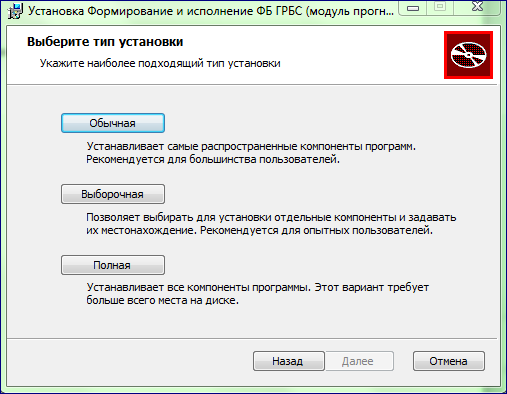 Установка Формирование и исполнение ФБ ГРБС (модуль прогн...
Выберите тип установки
Укажите наиболее подходящий тип установки
Обычная
Устанавливает самые распространенные компоненты программ.
Рекомендуется для большинства пользователей.
Выборочная
Позволяет выбирать для установки отдельные компоненты и задавать
их местонахождение. Рекомендуется для опытных пользователей.
Полная
Устанавливает все компоненты программы. Этот вариант требует
больше всего места на диске.
Назад
Далее
Отмена